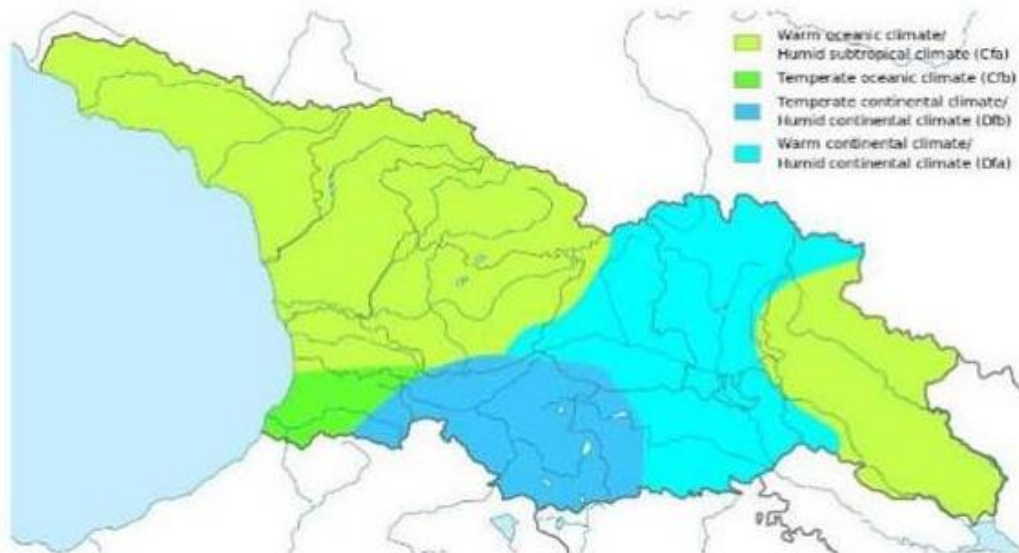 Warm oceanic climate/
Humid subtropical climate (Cfa)
Temperate oceanic climate (Cfb)
Temperate continental climate/
Humid continental climate (Dfb)
Warm continental climate/
Humid continental climate (Dfa)